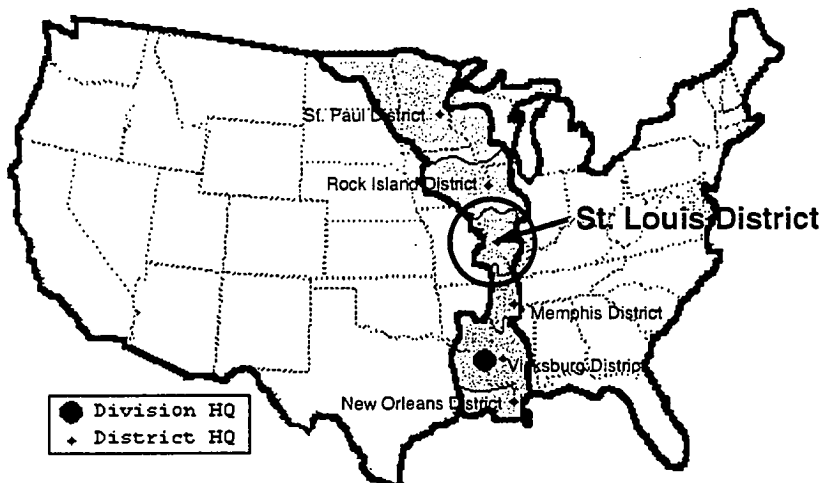 St. Paul District
Rock Island District
St. Louis District
Memphis District
Vicksburg District
New Orleans District
Division HQ
District HQ